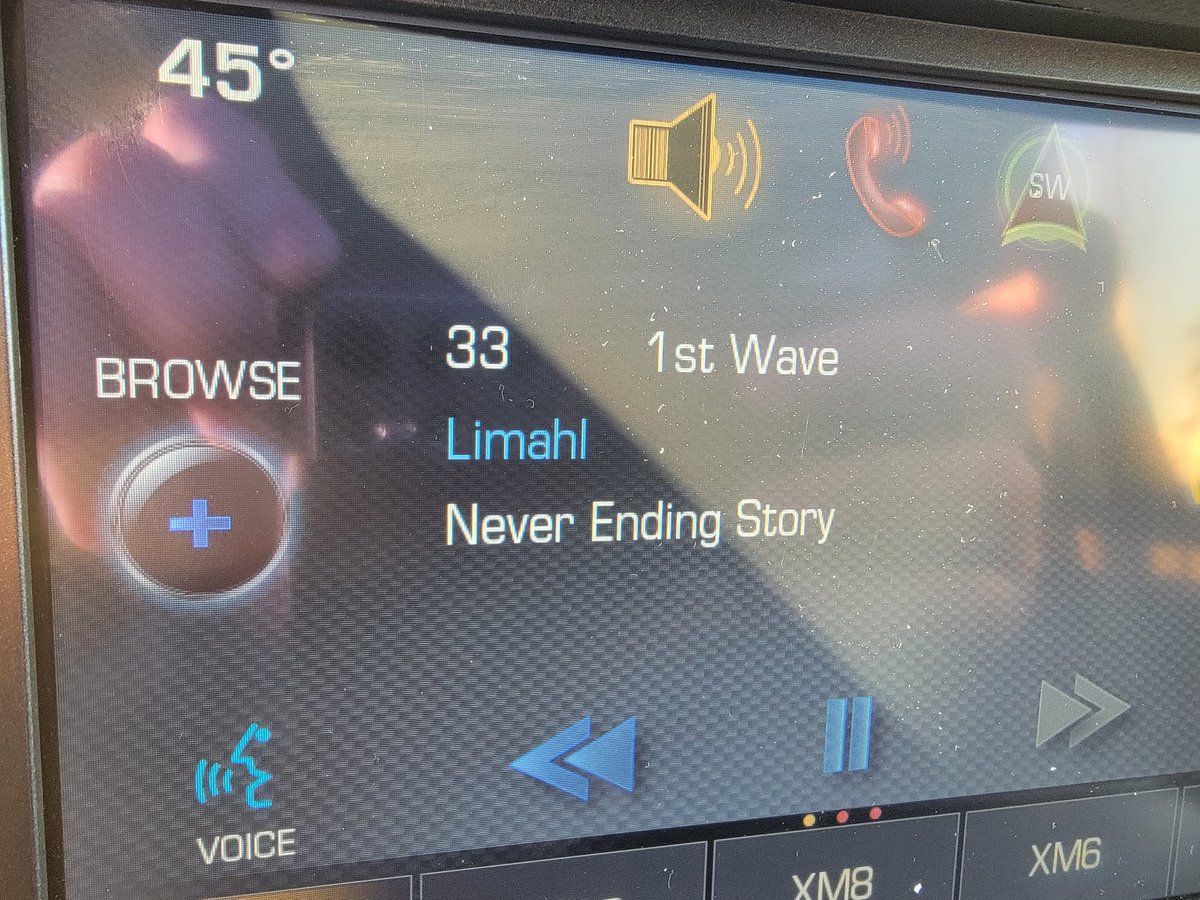 45°
SW
33 1st Wave
BROWSE
Limahl
Never Ending Story
VOICE
XM8
XM6